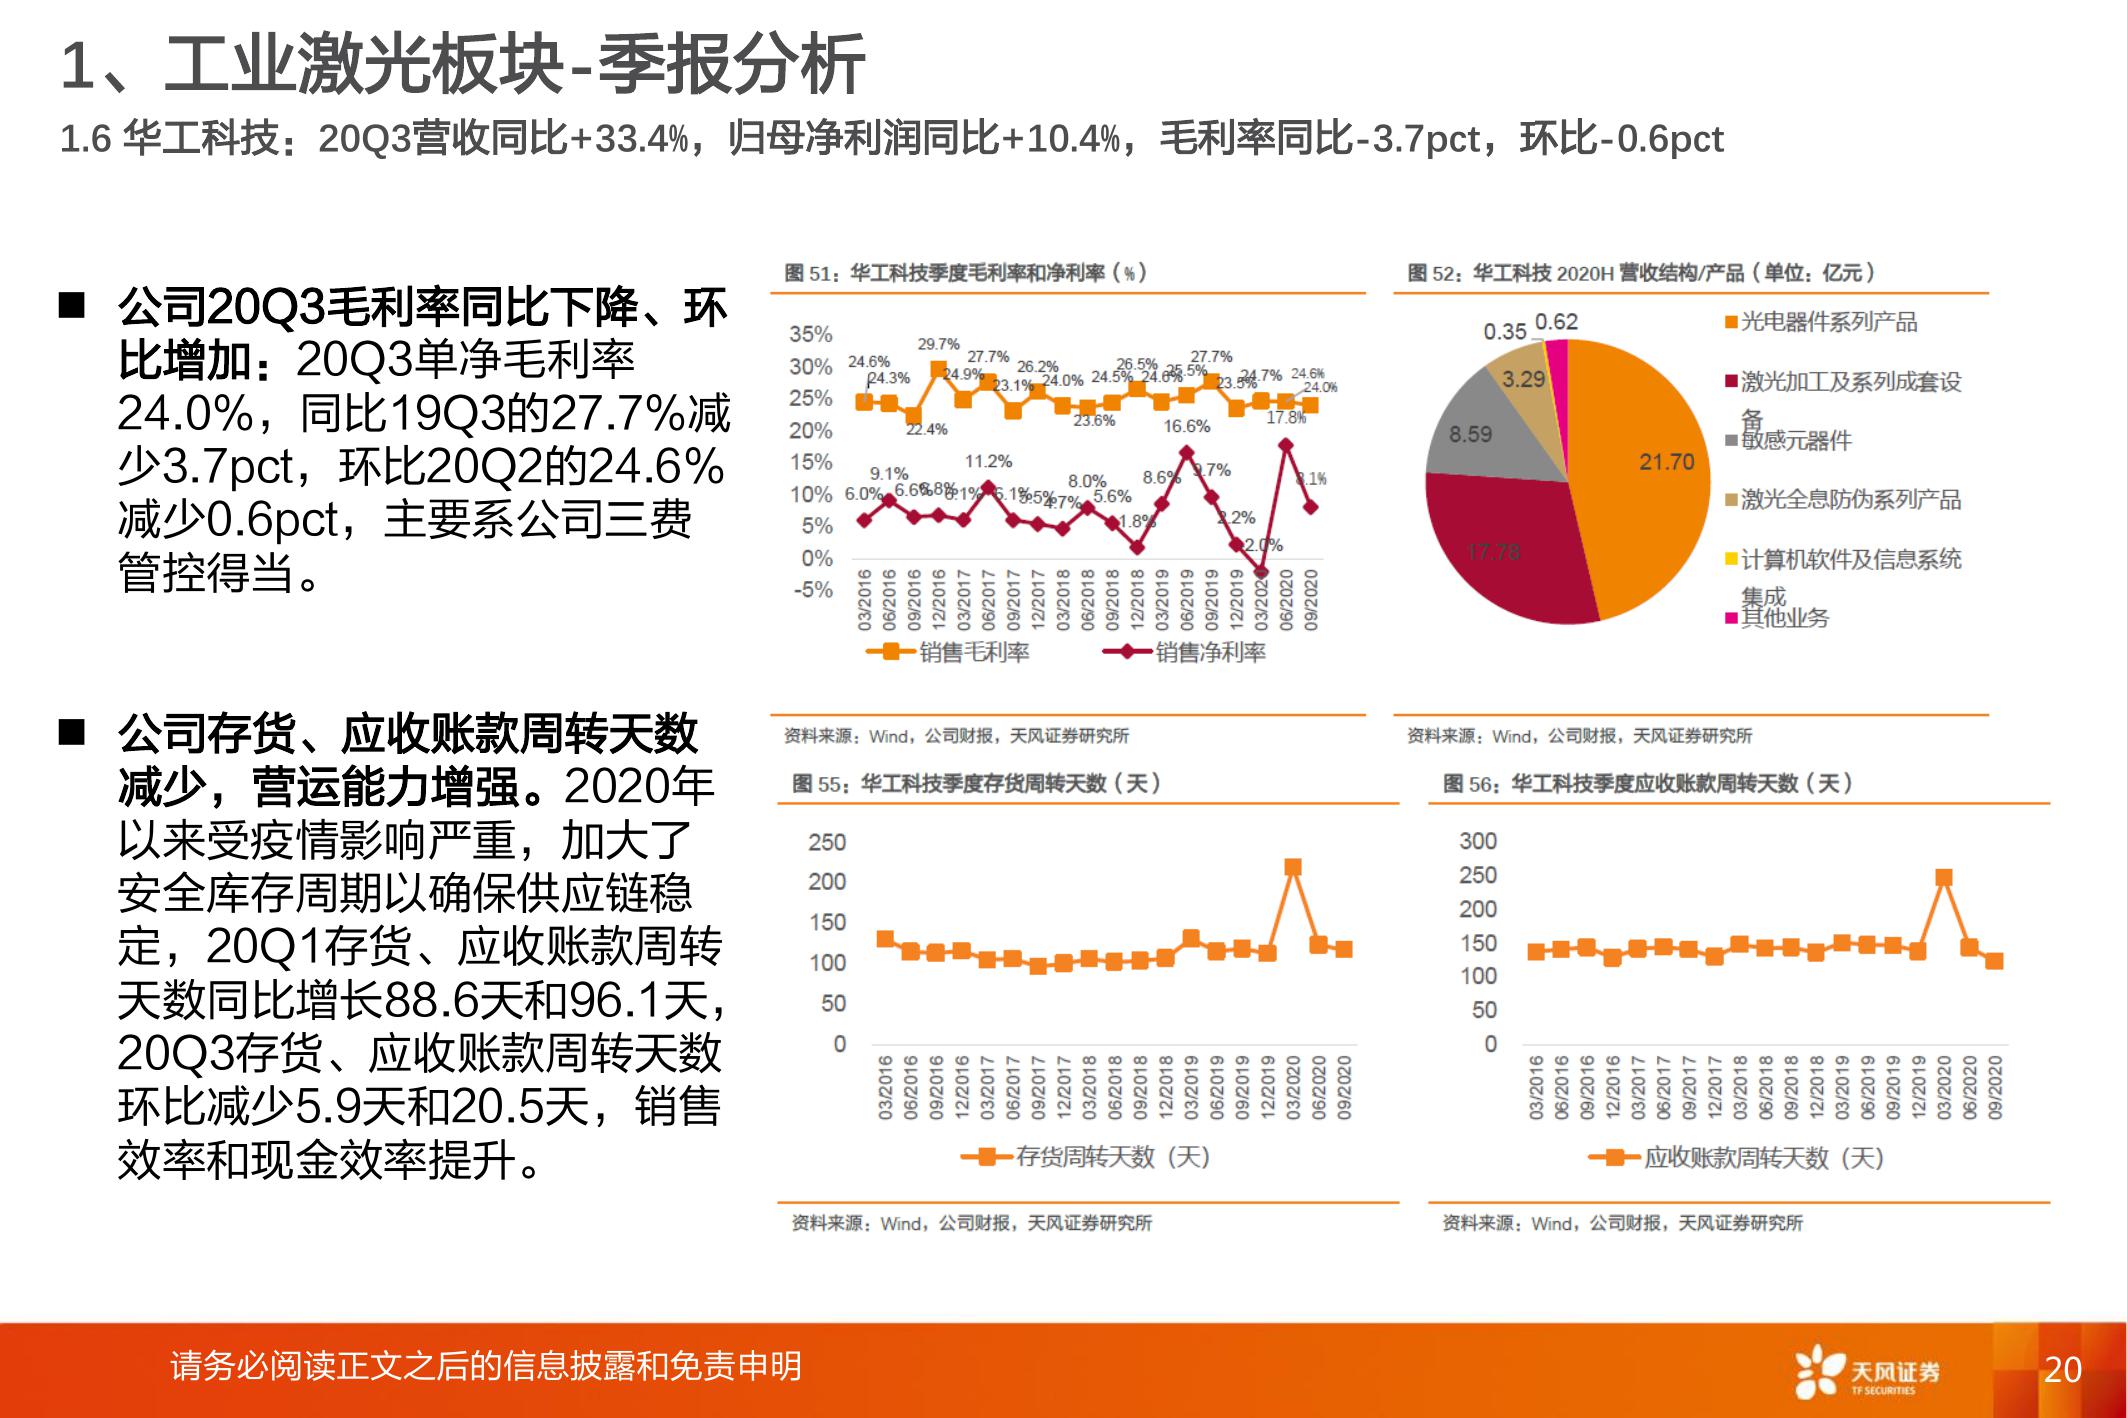 1、工业激光板块-季报分析
1.6 华工科技：20Q3营收同比+33.4%，归母净利润同比+10.4%，毛利率同比-3.7pct，环比-0.6pct
■ 公司20Q3毛利率同比下降、环
比增加：20Q3单净毛利率
24.0%，同比19Q3的27.7%减
少3.7pct，环比20Q2的24.6%
减少0.6pct，主要系公司三费
管控得当。
■ 公司存货、应收账款周转天数
减少，营运能力增强。2020年
以来受疫情影响严重，加大了
安全库存周期以确保供应链稳
定，20Q1存货、应收账款周转
天数同比增长88.6天和96.1天，
20Q3存货、应收账款周转天数
环比减少5.9天和20.5天，销售
效率和现金效率提升。
图 51：华工科技季度毛利率和净利率（%）
35%
30%
25%
20%
15%
10%
5%
0%
-5%
24.6% 24.3% 22.4% 29.7% 24.9% 27.7% 23.1% 26.2% 24.0% 23.6% 24.5% 26.5% 24.6% 25.5% 27.7% 23.5% 24.7% 24.6% 24.0%
6.0% 9.1% 6.6% 6.8% 6.1% 11.2% 6.1% 5.5% 4.7% 8.0% 5.6% 1.8% 8.6% 16.6% 9.7% 2.2% -2.0% 17.8% 8.1%
03/2016 06/2016 09/2016 12/2016 03/2017 06/2017 09/2017 12/2017 03/2018 06/2018 09/2018 12/2018 03/2019 06/2019 09/2019 12/2019 03/2020 06/2020 09/2020
销售毛利率 销售净利率
资料来源：Wind，公司财报，天风证券研究所
图 52：华工科技 2020H 营收结构/产品（单位：亿元）
0.35 0.62
3.29
8.59
21.70
17.78
光电器件系列产品
激光加工及系列成套设
备
敏感元器件
激光全息防伪系列产品
计算机软件及信息系统
集成
其他业务
资料来源：Wind，公司财报，天风证券研究所
图 55：华工科技季度存货周转天数（天）
250
200
150
100
50
0
03/2016 06/2016 09/2016 12/2016 03/2017 06/2017 09/2017 12/2017 03/2018 06/2018 09/2018 12/2018 03/2019 06/2019 09/2019 12/2019 03/2020 06/2020 09/2020
存货周转天数（天）
资料来源：Wind，公司财报，天风证券研究所
图 56：华工科技季度应收账款周转天数（天）
300
250
200
150
100
50
0
03/2016 06/2016 09/2016 12/2016 03/2017 06/2017 09/2017 12/2017 03/2018 06/2018 09/2018 12/2018 03/2019 06/2019 09/2019 12/2019 03/2020 06/2020 09/2020
应收账款周转天数（天）
资料来源：Wind，公司财报，天风证券研究所
请务必阅读正文之后的信息披露和免责申明
天风证券
TF SECURITIES
20